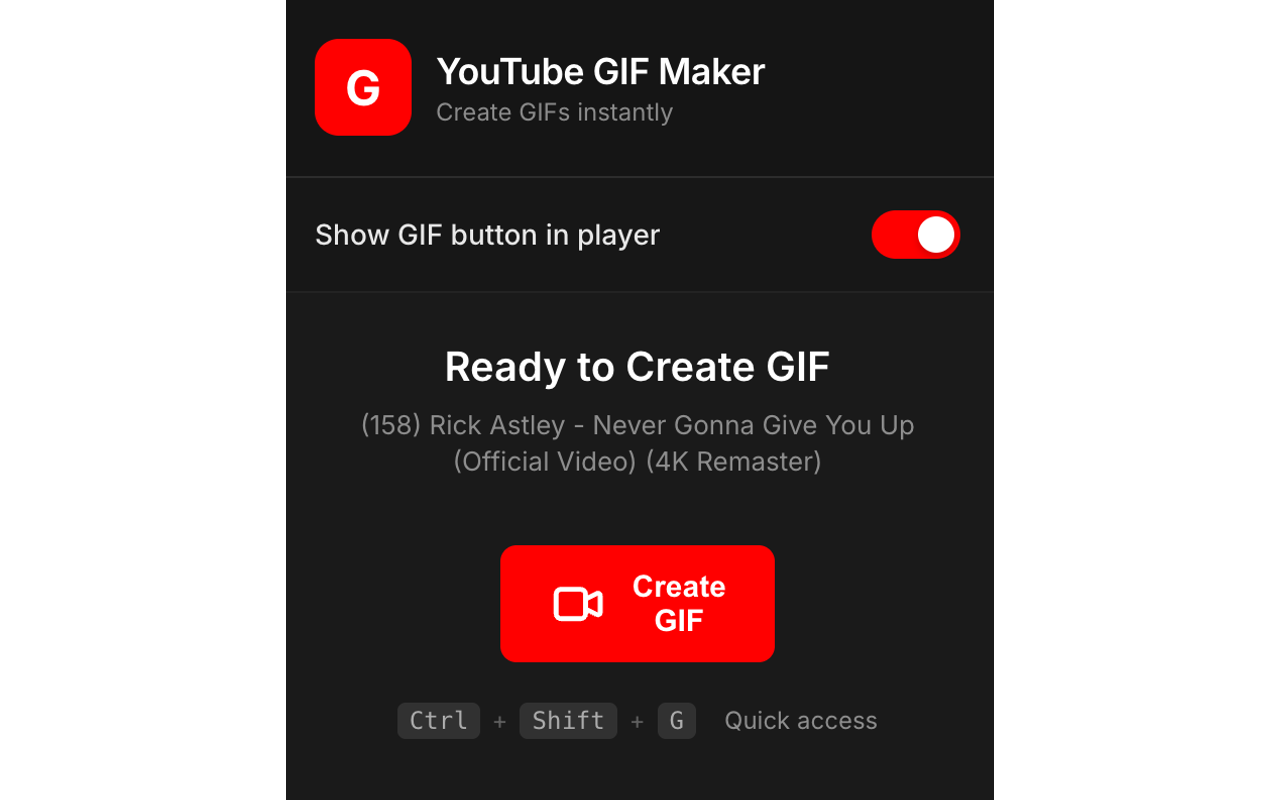 G
YouTube GIF Maker
Create GIFs instantly
Show GIF button in player
Ready to Create GIF
(158) Rick Astley - Never Gonna Give You Up
(Official Video) (4K Remaster)
Create
GIF
Ctrl + Shift + G Quick access